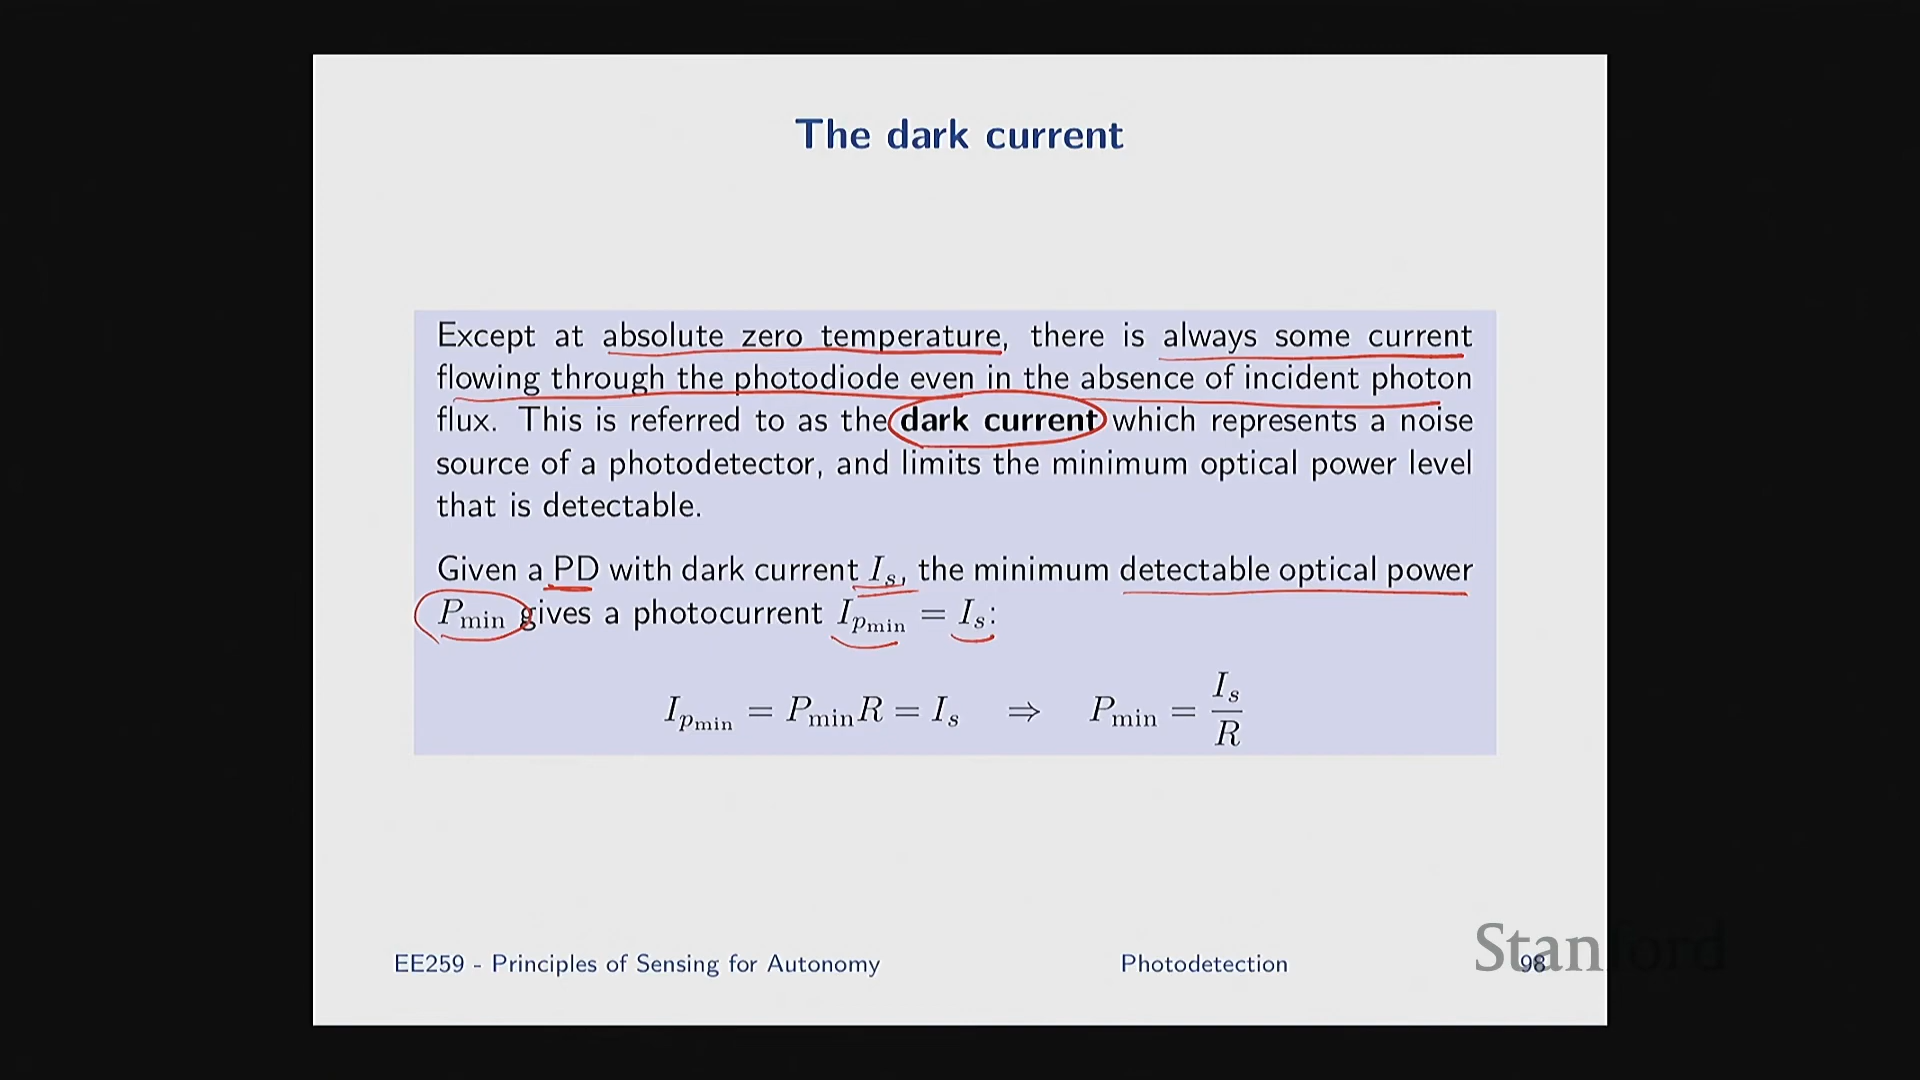 The dark current
Except at absolute zero temperature, there is always some current
flowing through the photodiode even in the absence of incident photon
flux. This is referred to as the dark current which represents a noise
source of a photodetector, and limits the minimum optical power level
that is detectable.
Given a PD with dark current I_s, the minimum detectable optical power
P_min gives a photocurrent I_{p_min} = I_s:
I_{p_min} = P_min R = I_s ⇒ P_min = I_s / R
EE259 - Principles of Sensing for Autonomy Photodetection 98
Stanford